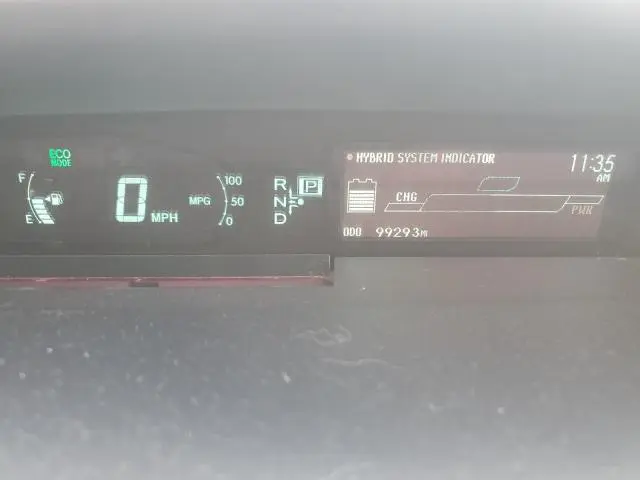 ECO
MODE
F
E
0 MPH
MPG
100
50
0
R
N
D
P
HYBRID SYSTEM INDICATOR
11:35
AM
CHG
PWR
ODO 99293MI